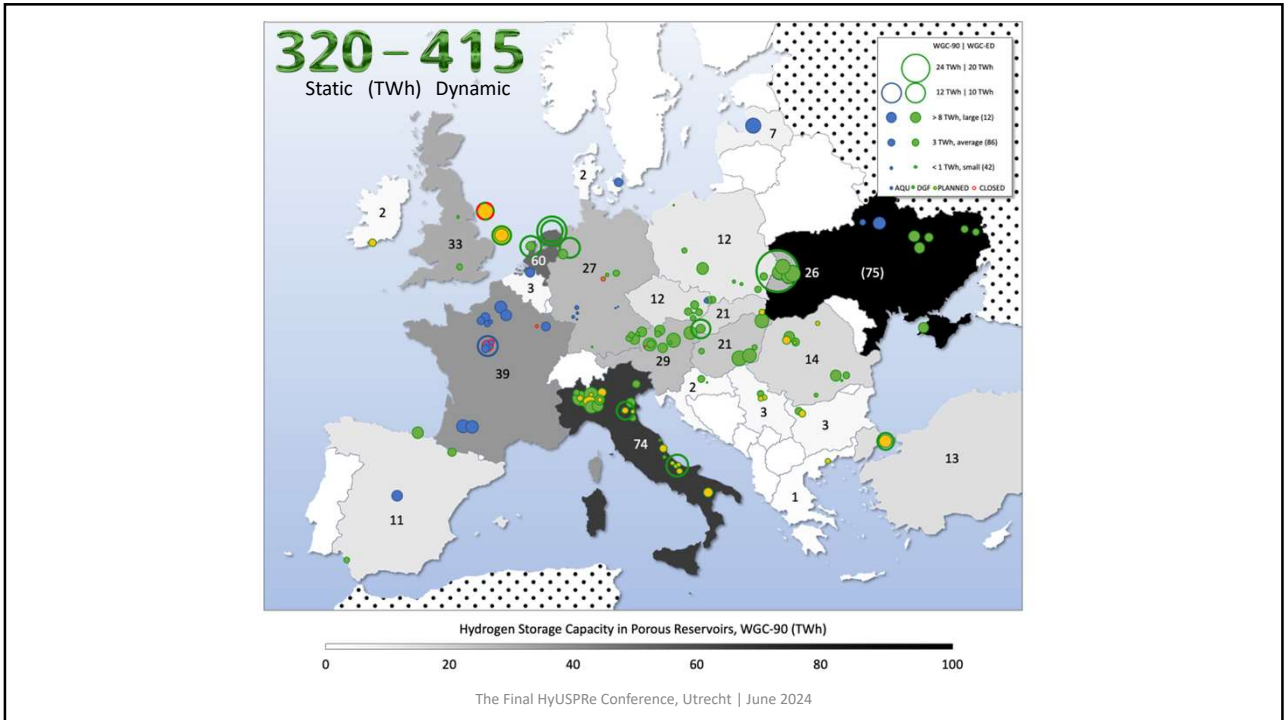 320 – 415
Static (TWh) Dynamic
WGC-90 | WGC-ED
24 TWh | 20 TWh
12 TWh | 10 TWh
> 8 TWh, large (12)
3 TWh, average (86)
< 1 TWh, small (42)
AQU DGF PLANNED CLOSED
7
2
2
33
60
27
12
26
(75)
3
12
21
39
29
21
14
2
3
3
74
13
11
1
Hydrogen Storage Capacity in Porous Reservoirs, WGC-90 (TWh)
0 20 40 60 80 100
The Final HyUSPRe Conference, Utrecht | June 2024